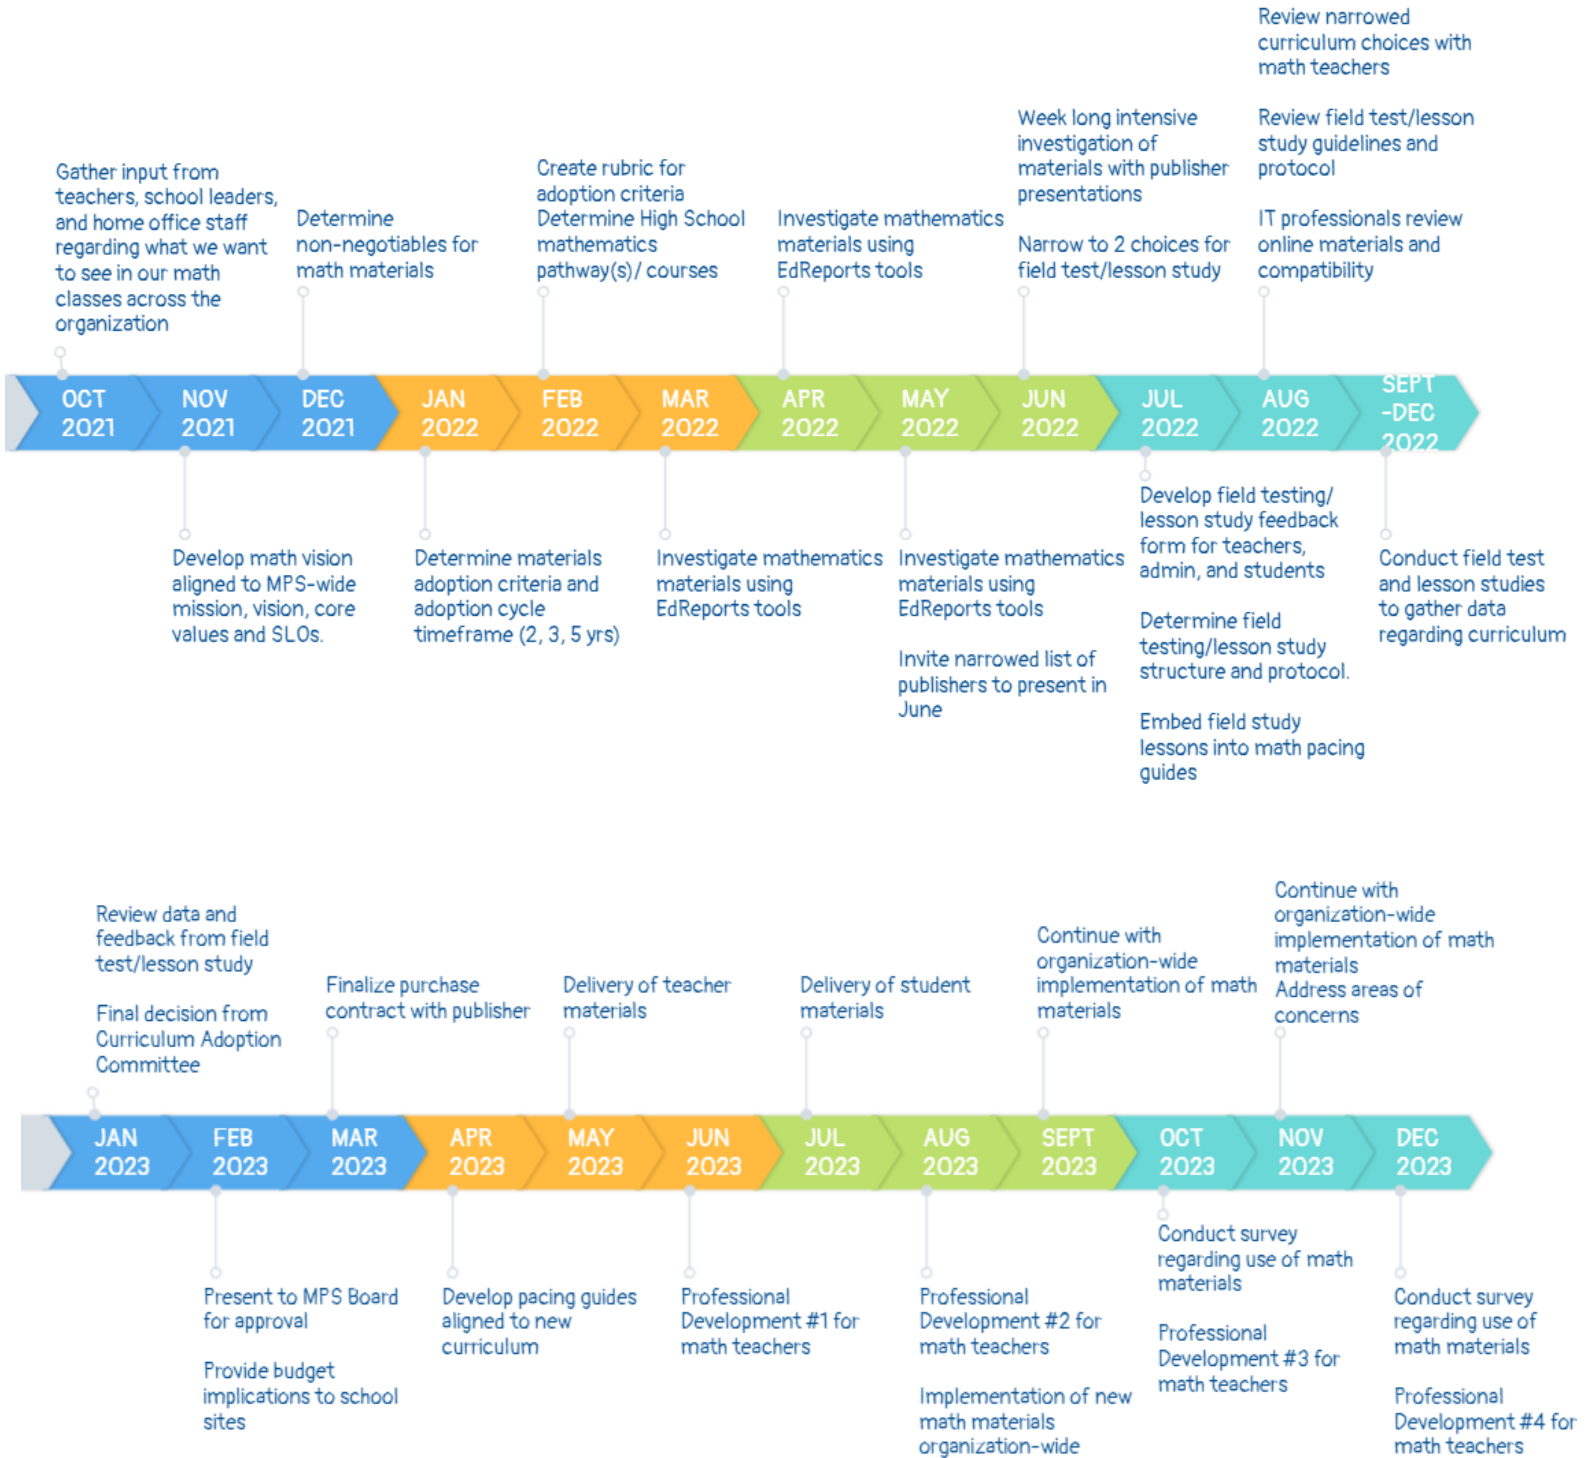 Review narrowed
curriculum choices with
math teachers
Review field test/lesson
study guidelines and
protocol
IT professionals review
online materials and
compatibility
Week long intensive
investigation of
materials with publisher
presentations
Narrow to 2 choices for
field test/lesson study
Gather input from
teachers, school leaders,
and home office staff
regarding what we want
to see in our math
classes across the
organization
Determine
non-negotiables for
math materials
Create rubric for
adoption criteria
Determine High School
mathematics
pathway(s)/ courses
Investigate mathematics
materials using
EdReports tools
OCT
2021
NOV
2021
DEC
2021
JAN
2022
FEB
2022
MAR
2022
APR
2022
MAY
2022
JUN
2022
JUL
2022
AUG
2022
SEPT
-DEC
2022
Develop math vision
aligned to MPS-wide
mission, vision, core
values and SLOs.
Determine materials
adoption criteria and
adoption cycle
timeframe (2, 3, 5 yrs)
Investigate mathematics
materials using
EdReports tools
Investigate mathematics
materials using
EdReports tools
Invite narrowed list of
publishers to present in
June
Develop field testing/
lesson study feedback
form for teachers,
admin, and students
Determine field
testing/lesson study
structure and protocol.
Embed field study
lessons into math pacing
guides
Conduct field test
and lesson studies
to gather data
regarding curriculum
Review data and
feedback from field
test/lesson study
Final decision from
Curriculum Adoption
Committee
Finalize purchase
contract with publisher
Delivery of teacher
materials
Delivery of student
materials
Continue with
organization-wide
implementation of math
materials
Continue with
organization-wide
implementation of math
materials
Address areas of
concerns
JAN
2023
FEB
2023
MAR
2023
APR
2023
MAY
2023
JUN
2023
JUL
2023
AUG
2023
SEPT
2023
OCT
2023
NOV
2023
DEC
2023
Present to MPS Board
for approval
Provide budget
implications to school
sites
Develop pacing guides
aligned to new
curriculum
Professional
Development #1 for
math teachers
Professional
Development #2 for
math teachers
Implementation of new
math materials
organization-wide
Conduct survey
regarding use of math
materials
Professional
Development #3 for
math teachers
Conduct survey
regarding use of
math materials
Professional
Development #4 for
math teachers